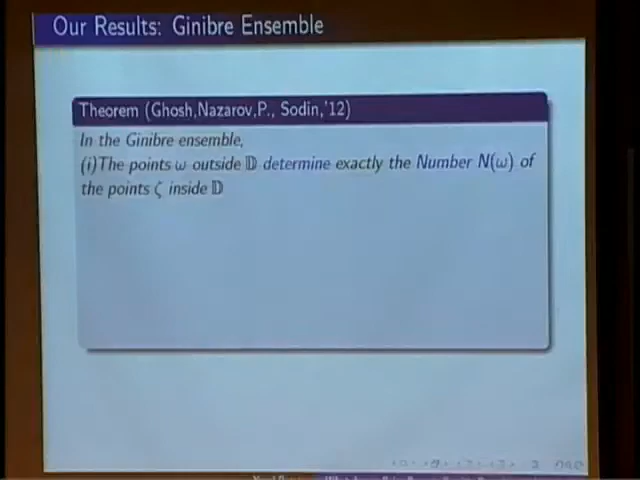 Our Results: Ginibre Ensemble
Theorem (Ghosh,Nazarov,P., Sodin,'12)
In the Ginibre ensemble,
(i)The points ω outside 𝔻 determine exactly the Number N(ω) of
the points ζ inside 𝔻